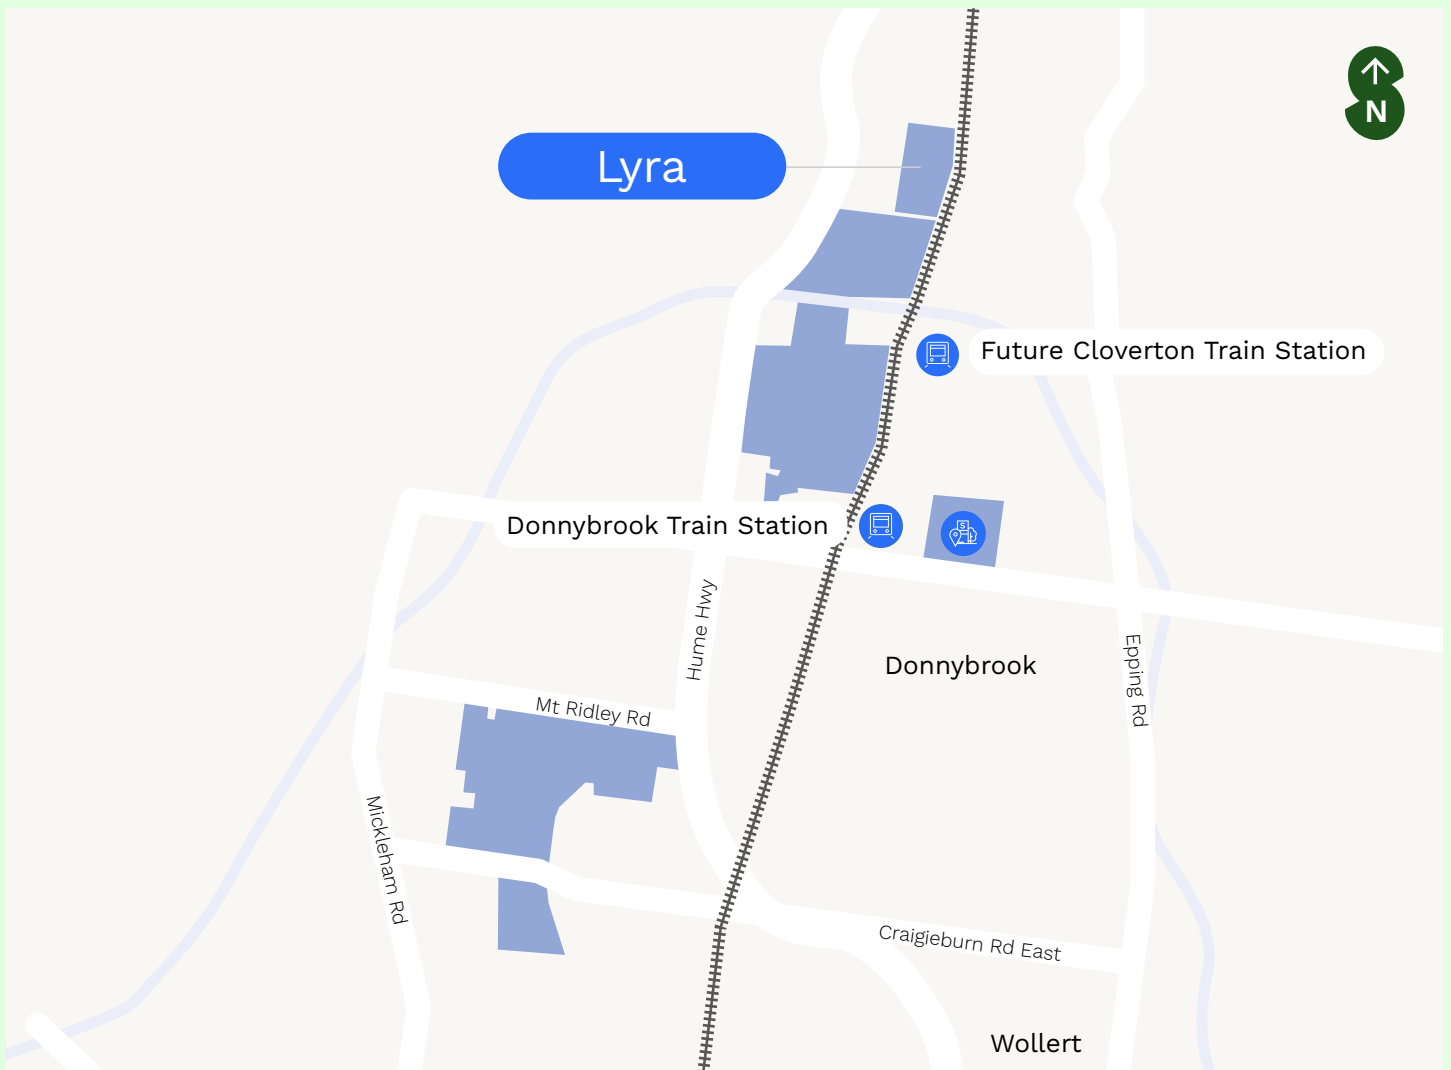 N
Lyra
Future Cloverton Train Station
Donnybrook Train Station
S
Hume Hwy
Donnybrook
Epping Rd
Mt Ridley Rd
Mickleham Rd
Craigieburn Rd East
Wollert